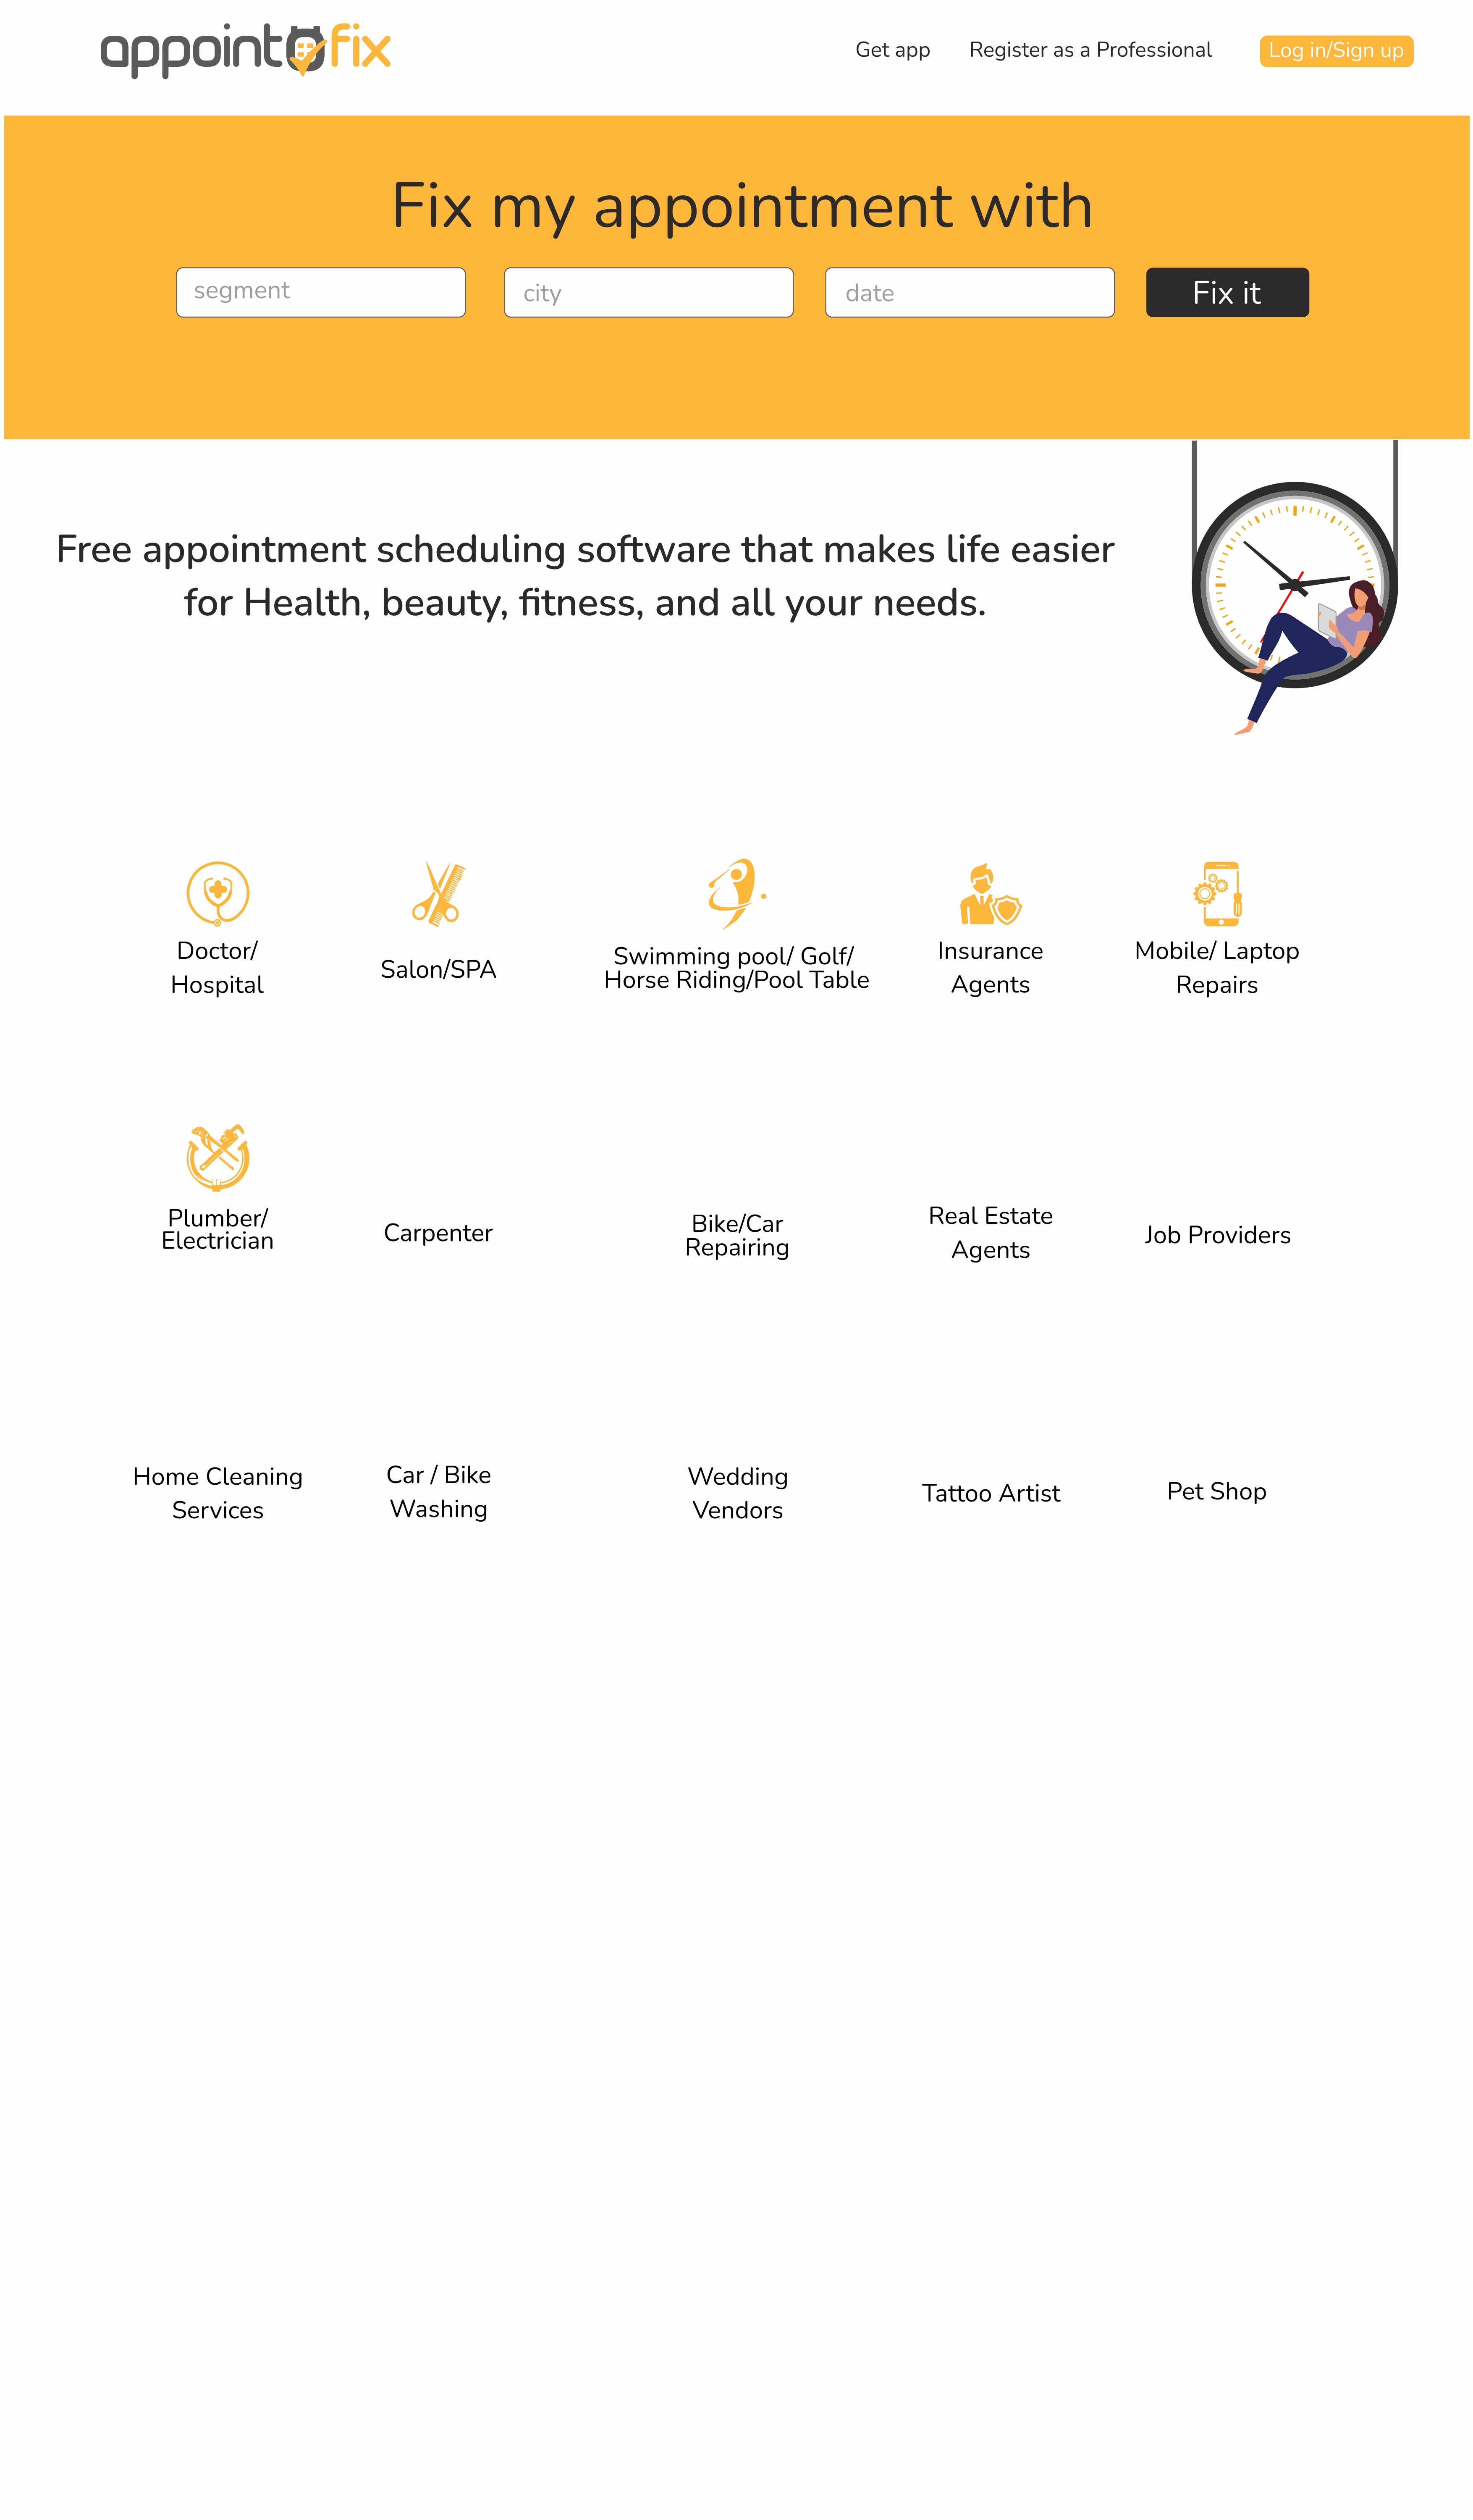 appointofix
Get app
Register as a Professional
Log in/Sign up
Fix my appointment with
segment
city
date
Fix it
Free appointment scheduling software that makes life easier
for Health, beauty, fitness, and all your needs.
Doctor/
Hospital
Salon/SPA
Swimming pool/ Golf/
Horse Riding/Pool Table
Insurance
Agents
Mobile/ Laptop
Repairs
Plumber/
Electrician
Carpenter
Bike/Car
Repairing
Real Estate
Agents
Job Providers
Home Cleaning
Services
Car / Bike
Washing
Wedding
Vendors
Tattoo Artist
Pet Shop